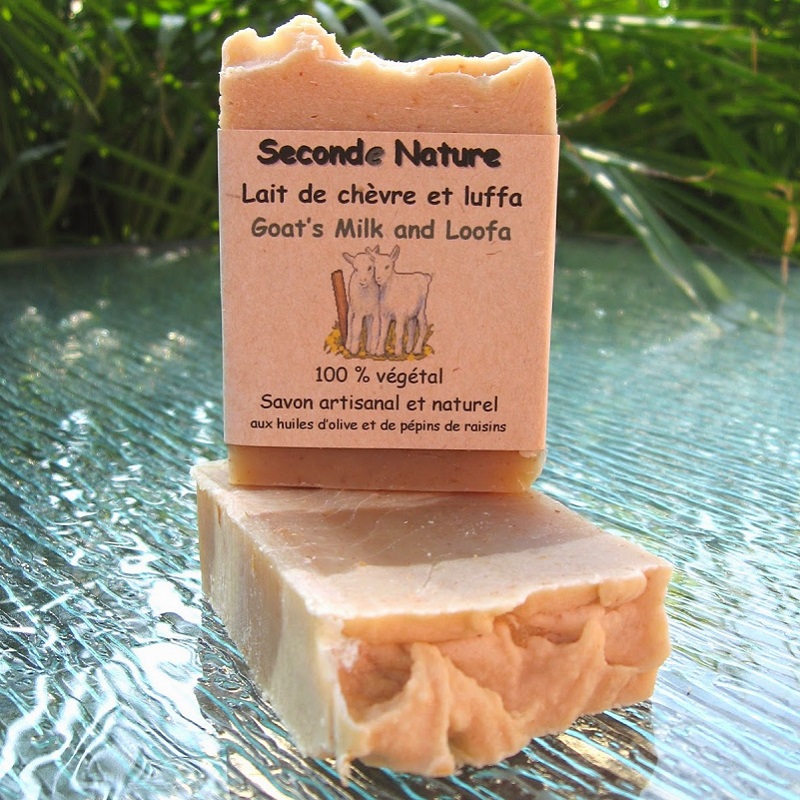 Seconde Nature
Lait de chèvre et luffa
Goat's Milk and Loofa
100 % végétal
Savon artisanal et naturel
aux huiles d'olive et de pépins de raisins